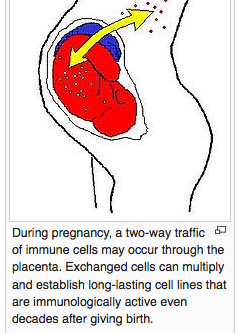 During pregnancy, a two-way traffic
of immune cells may occur through the
placenta. Exchanged cells can multiply
and establish long-lasting cell lines that
are immunologically active even
decades after giving birth.